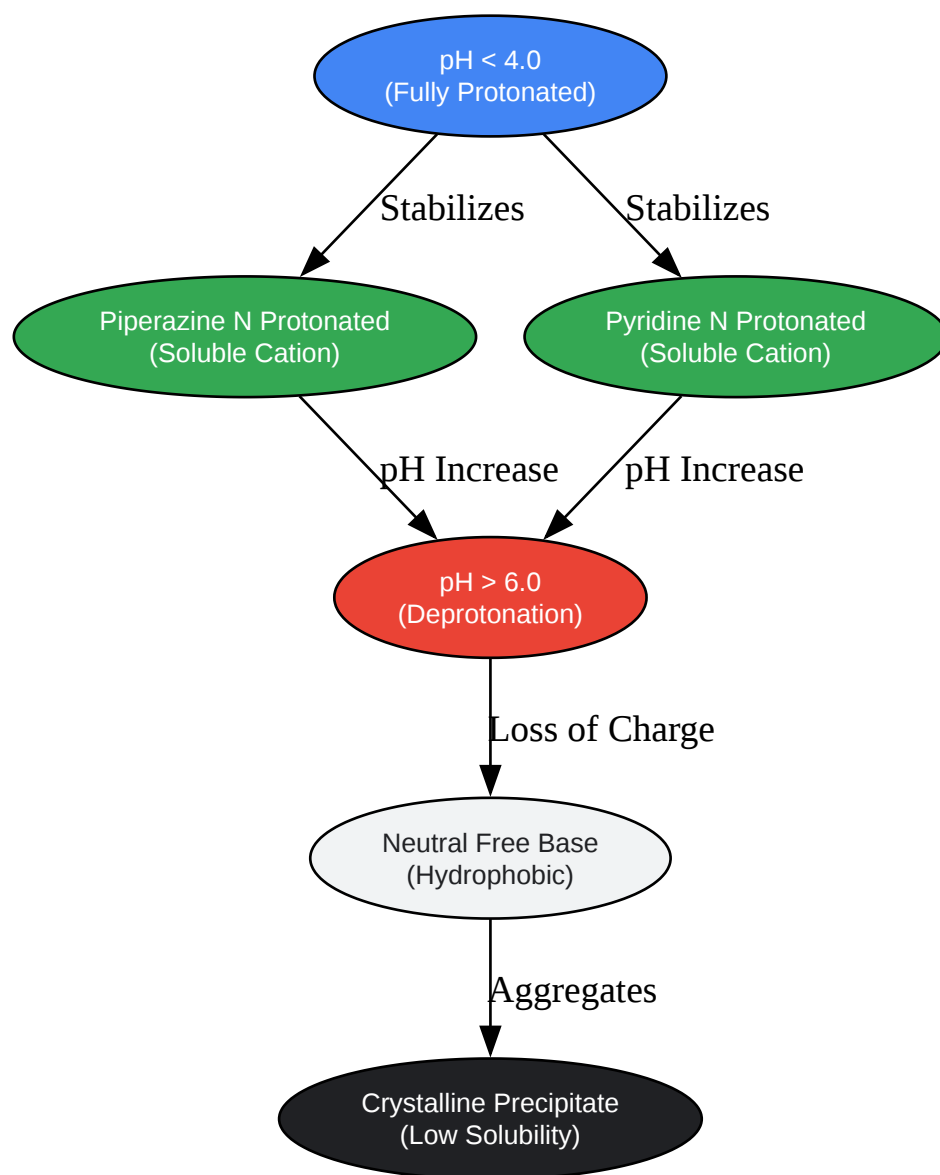 pH < 4.0
(Fully Protonated)
Stabilizes
Stabilizes
Piperazine N Protonated
(Soluble Cation)
Pyridine N Protonated
(Soluble Cation)
pH Increase
pH Increase
pH > 6.0
(Deprotonation)
Loss of Charge
Neutral Free Base
(Hydrophobic)
Aggregates
Crystalline Precipitate
(Low Solubility)